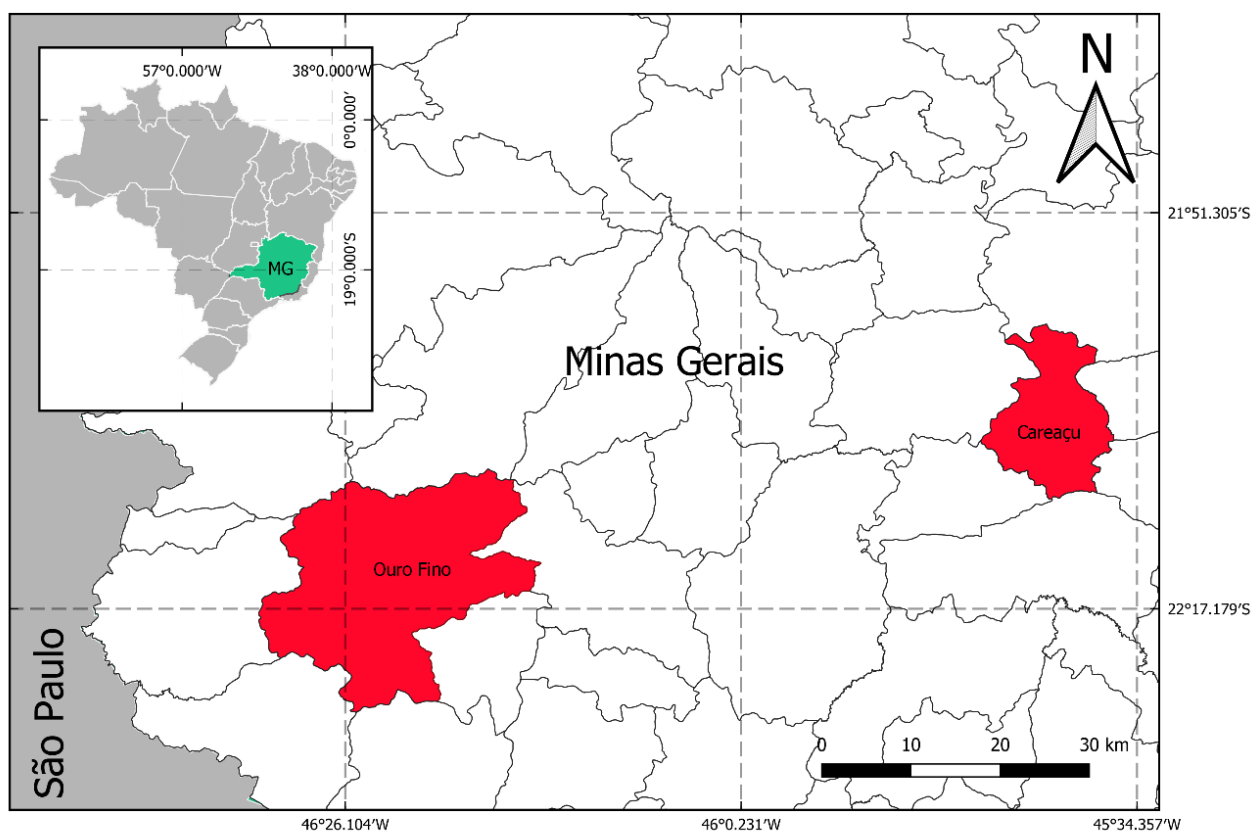 57°0.000'W 38°0.000'W
0°0.000'
19°0.000'S
MG
N
21°51.305'S
Minas Gerais
Careaçu
Ouro Fino
22°17.179'S
São Paulo
0 10 20 30 km
46°26.104'W 46°0.231'W 45°34.357'W